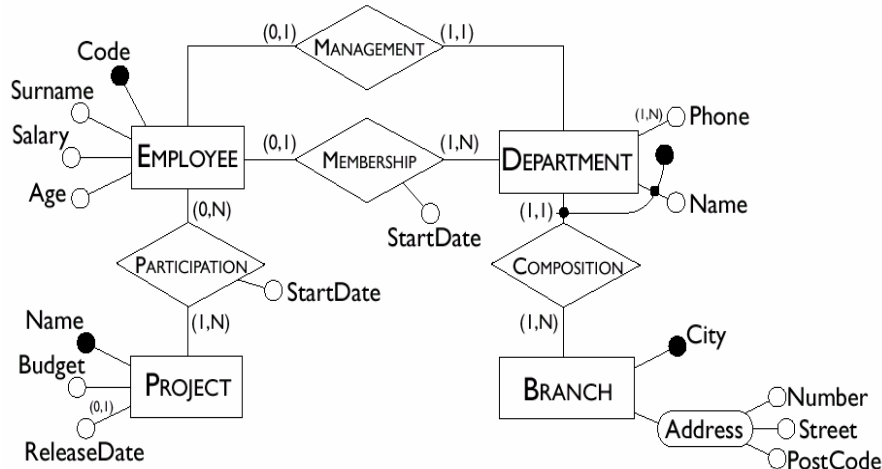 (0,1) MANAGEMENT (1,1)
Code
Surname
Salary
Age
EMPLOYEE
(0,1) MEMBERSHIP (1,N)
StartDate
DEPARTMENT
(1,N) Phone
Name
(0,N)
PARTICIPATION
StartDate
(1,N)
(1,1)
COMPOSITION
(1,N)
Name
Budget
(0,1)
ReleaseDate
PROJECT
BRANCH
City
Address
Number
Street
PostCode